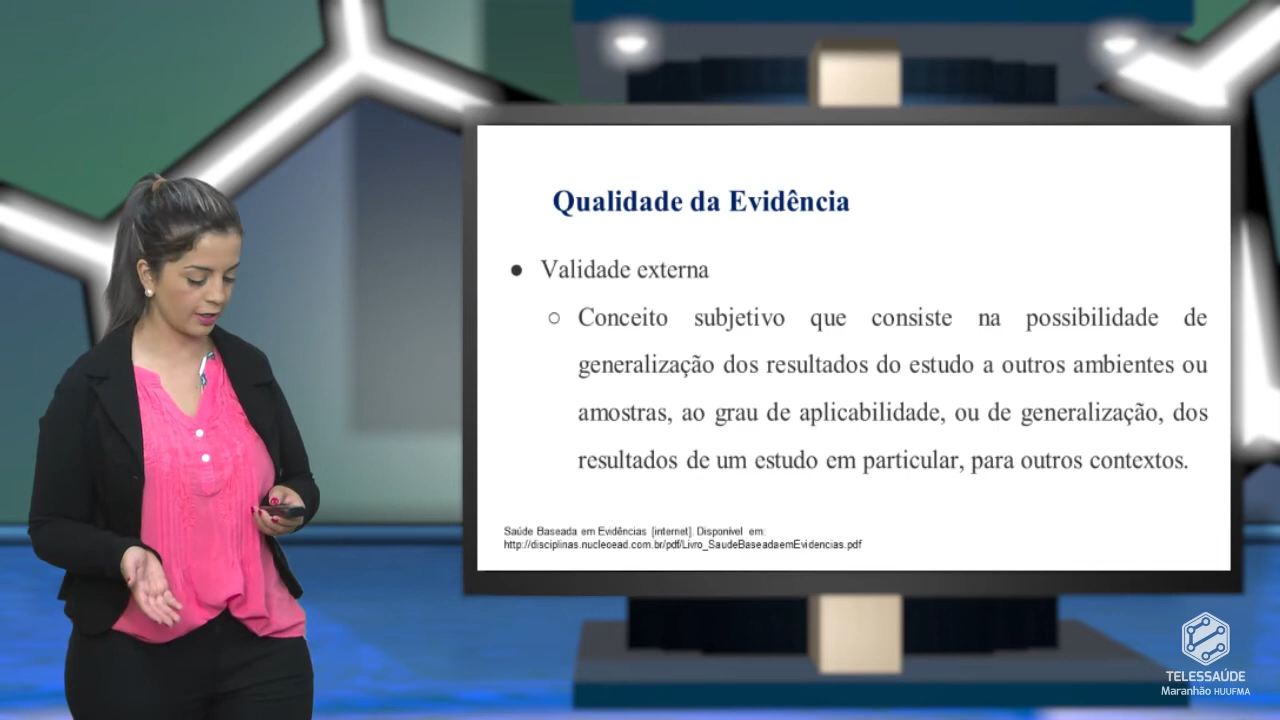 Qualidade da Evidência
● Validade externa
○ Conceito subjetivo que consiste na possibilidade de
generalização dos resultados do estudo a outros ambientes ou
amostras, ao grau de aplicabilidade, ou de generalização, dos
resultados de um estudo em particular, para outros contextos.
Saúde Baseada em Evidências [internet]. Disponível em:
http://disciplinas.nucleoead.com.br/pdf/Livro_SaudeBaseadaemEvidencias.pdf
TELESSAÚDE
Maranhão HUUFMA